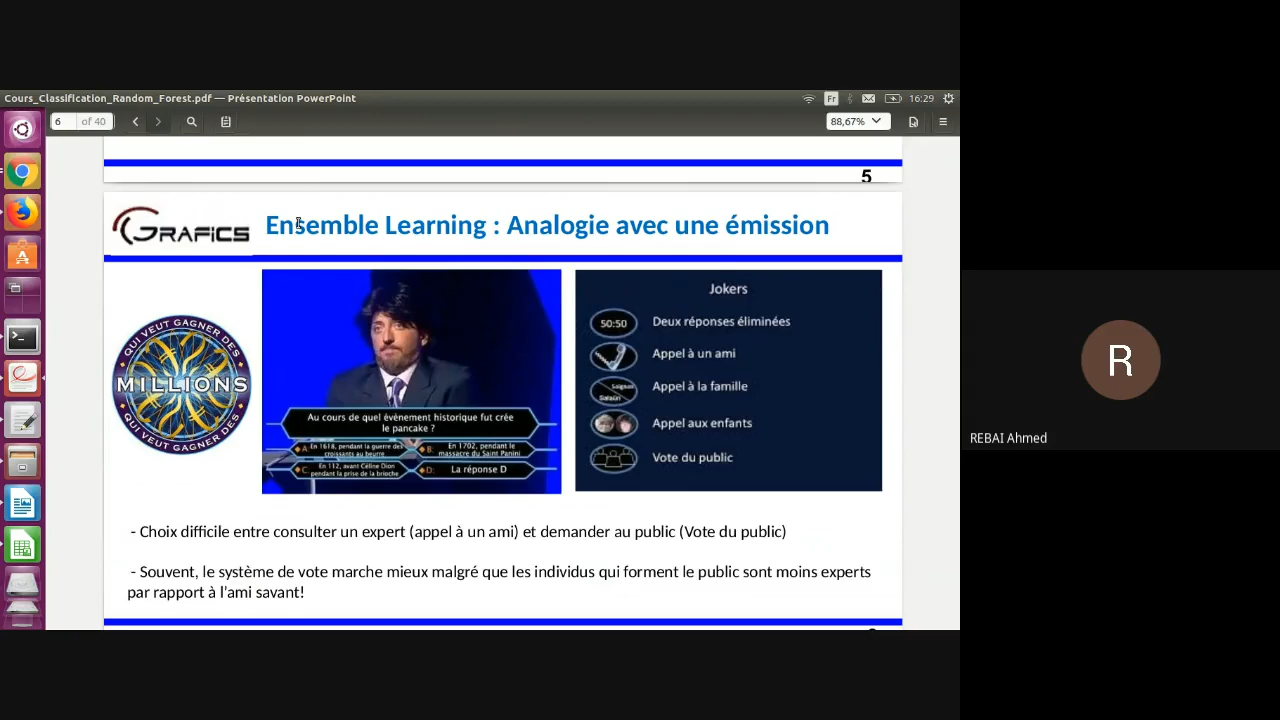 Cours_Classification_Random_Forest.pdf — Présentation PowerPoint
Fr
16:29
6 of 40
88,67%
5
GRAFICS
Ensemble Learning : Analogie avec une émission
QUI VEUT GAGNER DES
MILLIONS
QUI VEUT GAGNER DES
Au cours de quel événement historique fut crée
le pancake ?
A: En 1618, pendant la guerre des
croissants au beurre
B: En 1702, pendant le
massacre du Saint Panini
C: En 112, avant Céline Dion
pendant la prise de la brioche
D: La réponse D
Jokers
50:50 Deux réponses éliminées
Appel à un ami
Appel à la famille
Appel aux enfants
Vote du public
- Choix difficile entre consulter un expert (appel à un ami) et demander au public (Vote du public)
- Souvent, le système de vote marche mieux malgré que les individus qui forment le public sont moins experts
par rapport à l'ami savant!
R
REBAI Ahmed